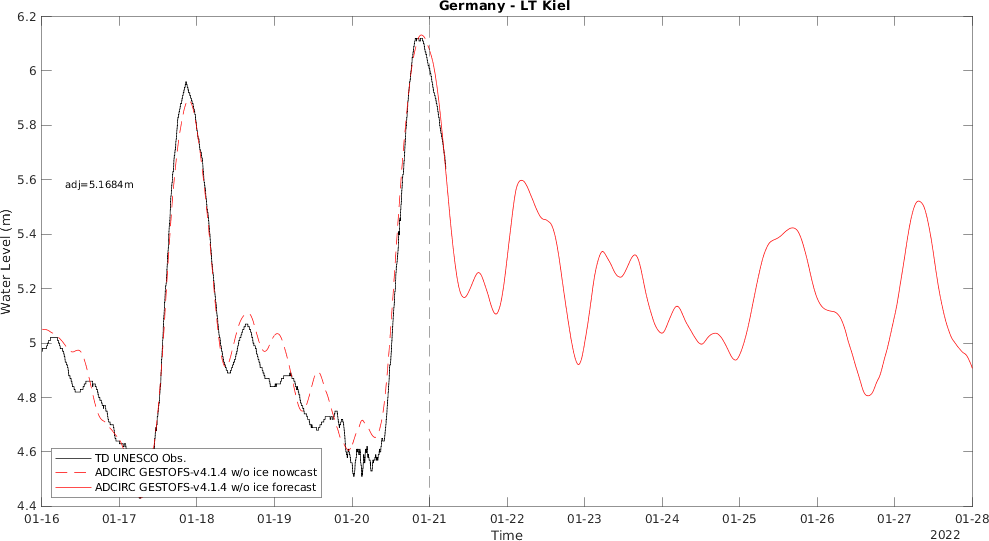 Germany - LT Kiel
6.2
6
5.8
5.6
5.4
5.2
5
4.8
4.6
4.4
Water Level (m)
adj=5.1684m
TD UNESCO Obs.
ADCIRC GESTOFS-v4.1.4 w/o ice nowcast
ADCIRC GESTOFS-v4.1.4 w/o ice forecast
01-16 01-17 01-18 01-19 01-20 01-21 01-22 01-23 01-24 01-25 01-26 01-27 01-28
Time
2022